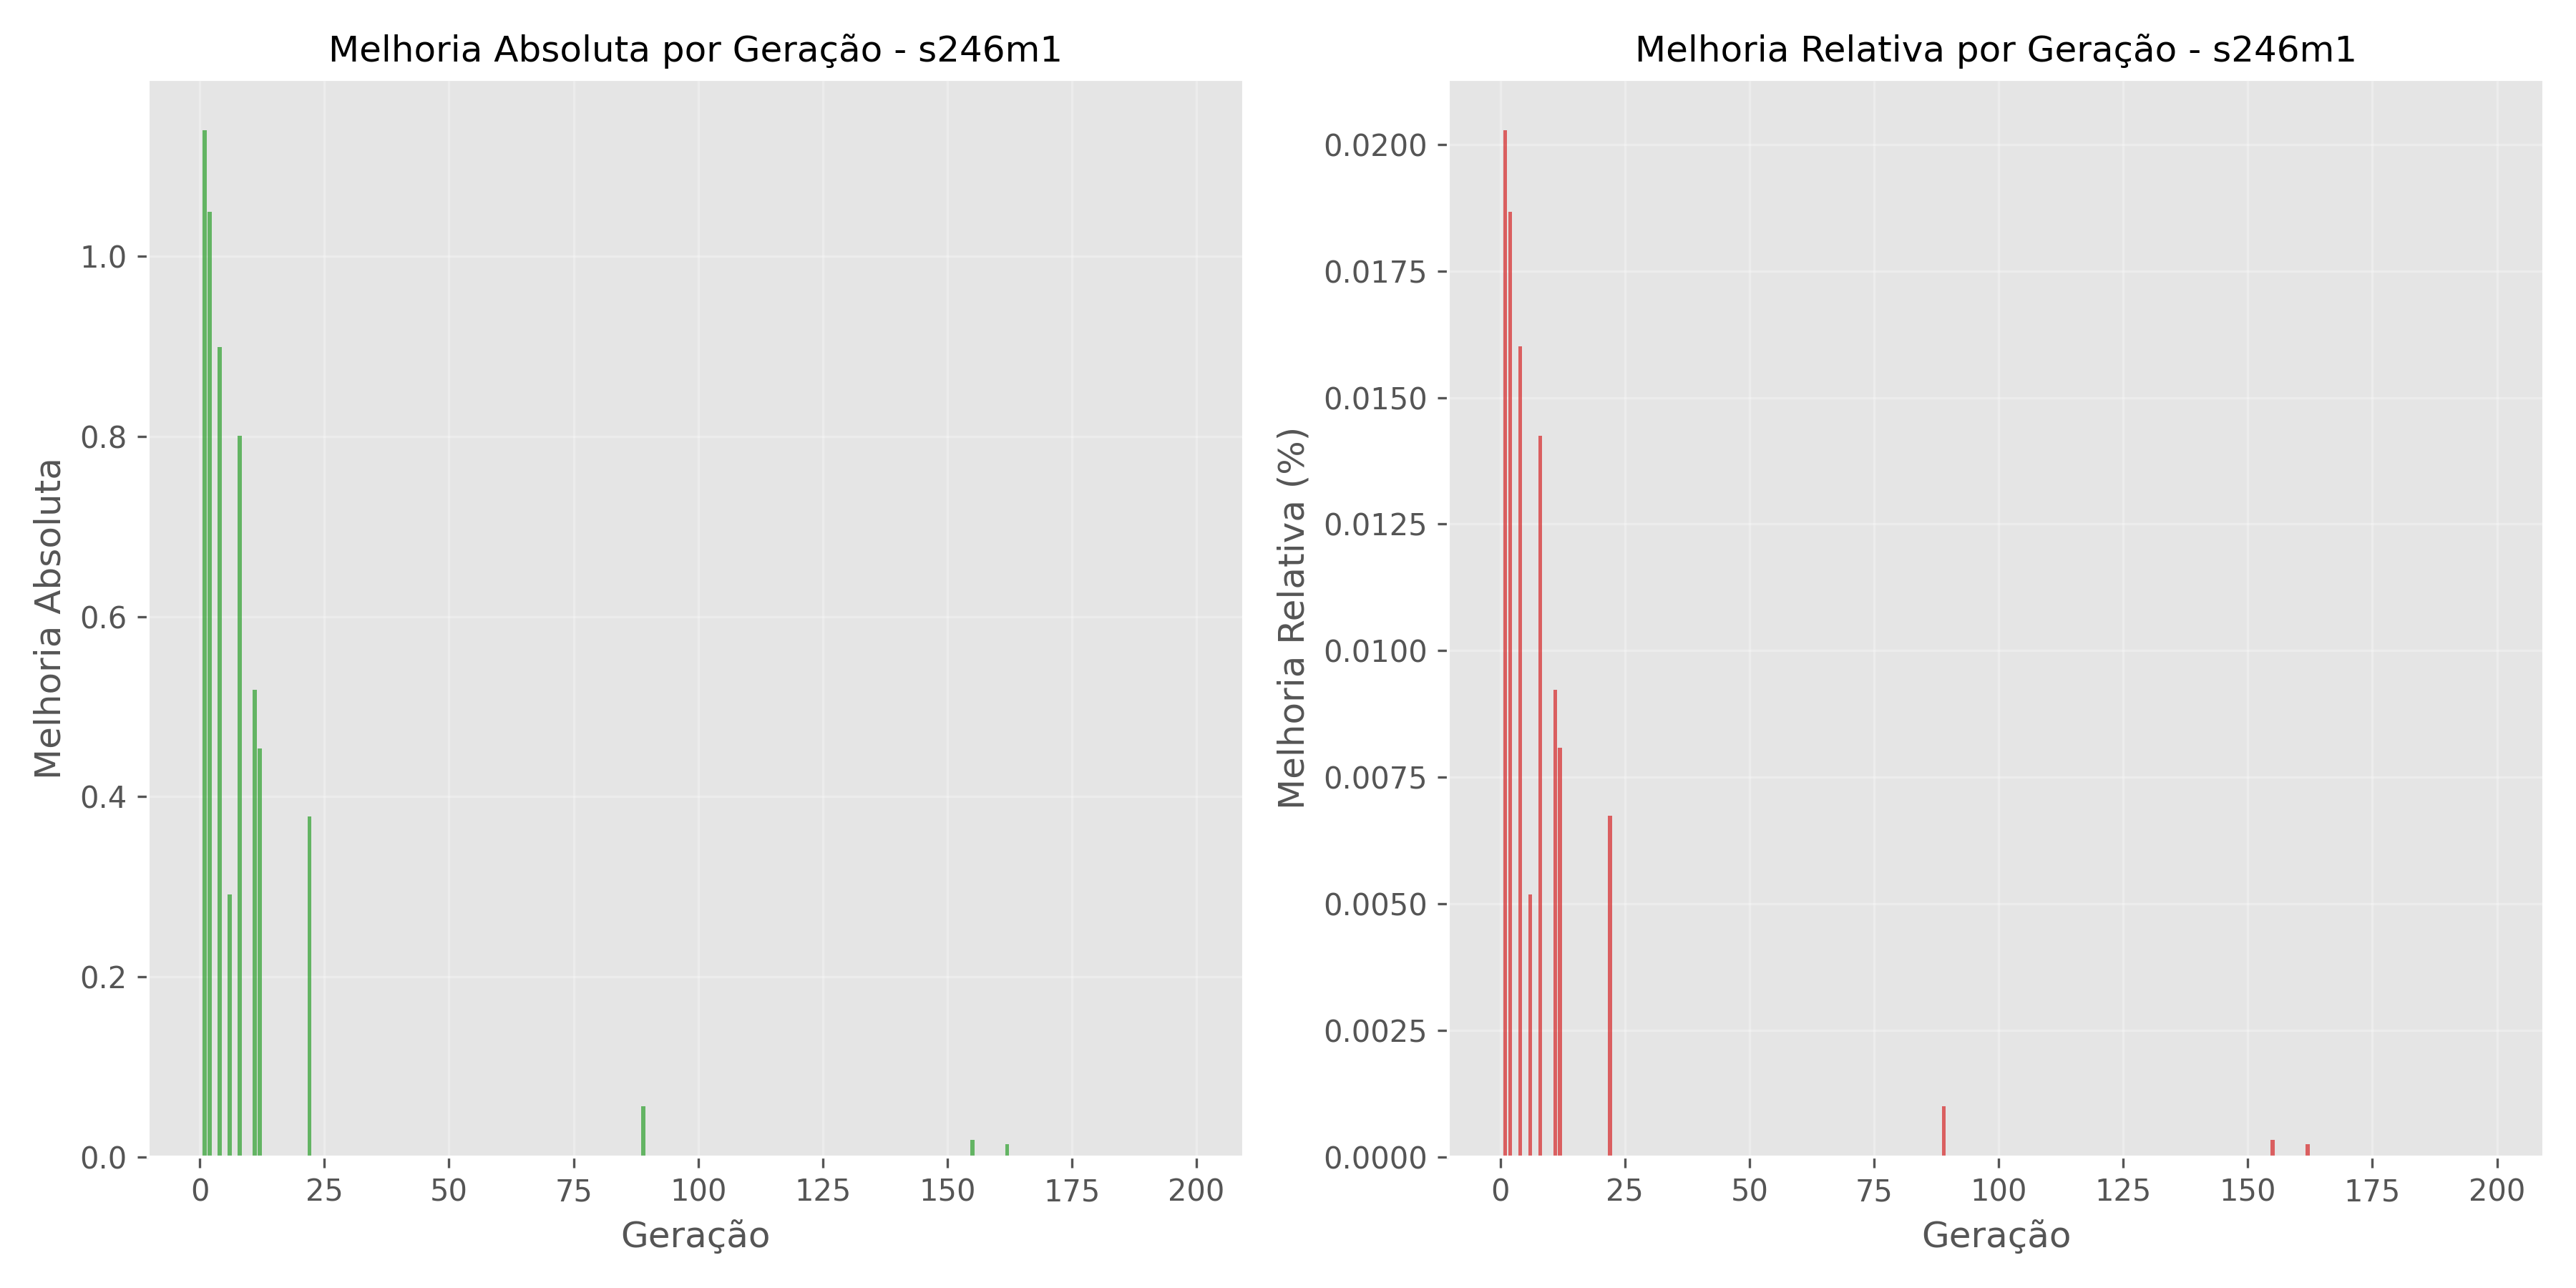 Melhoria Absoluta por Geração - s246m1
Melhoria Absoluta
1.0
0.8
0.6
0.4
0.2
0.0
0 25 50 75 100 125 150 175 200
Geração
Melhoria Relativa por Geração - s246m1
Melhoria Relativa (%)
0.0200
0.0175
0.0150
0.0125
0.0100
0.0075
0.0050
0.0025
0.0000
0 25 50 75 100 125 150 175 200
Geração